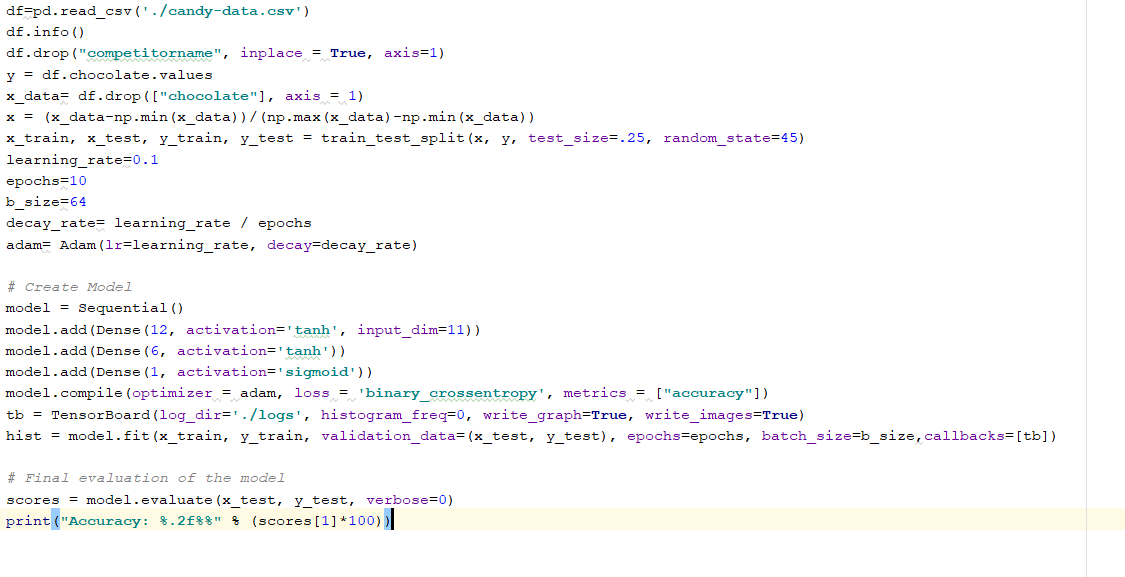 df=pd.read_csv('./candy-data.csv')
df.info()
df.drop("competitorname", inplace = True, axis=1)
y = df.chocolate.values
x_data= df.drop(["chocolate"], axis = 1)
x = (x_data-np.min(x_data))/(np.max(x_data)-np.min(x_data))
x_train, x_test, y_train, y_test = train_test_split(x, y, test_size=.25, random_state=45)
learning_rate=0.1
epochs=10
b_size=64
decay_rate= learning_rate / epochs
adam= Adam(lr=learning_rate, decay=decay_rate)
# Create Model
model = Sequential()
model.add(Dense(12, activation='tanh', input_dim=11))
model.add(Dense(6, activation='tanh'))
model.add(Dense(1, activation='sigmoid'))
model.compile(optimizer = adam, loss = 'binary_crossentropy', metrics = ["accuracy"])
tb = TensorBoard(log_dir='./logs', histogram_freq=0, write_graph=True, write_images=True)
hist = model.fit(x_train, y_train, validation_data=(x_test, y_test), epochs=epochs, batch_size=b_size,callbacks=[tb])
# Final evaluation of the model
scores = model.evaluate(x_test, y_test, verbose=0)
print("Accuracy: %.2f%%" % (scores[1]*100))